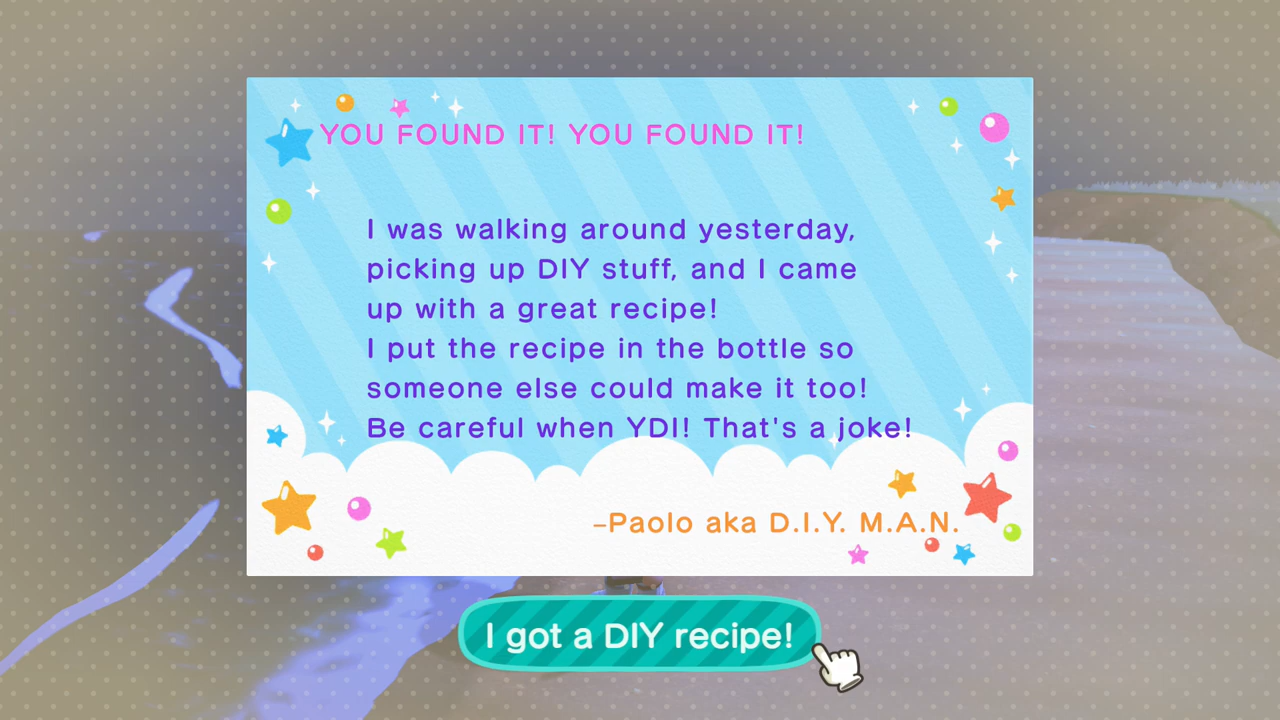 YOU FOUND IT! YOU FOUND IT!
I was walking around yesterday,
picking up DIY stuff, and I came
up with a great recipe!
I put the recipe in the bottle so
someone else could make it too!
Be careful when YDI! That's a joke!
–Paolo aka D.I.Y. M.A.N.
I got a DIY recipe!